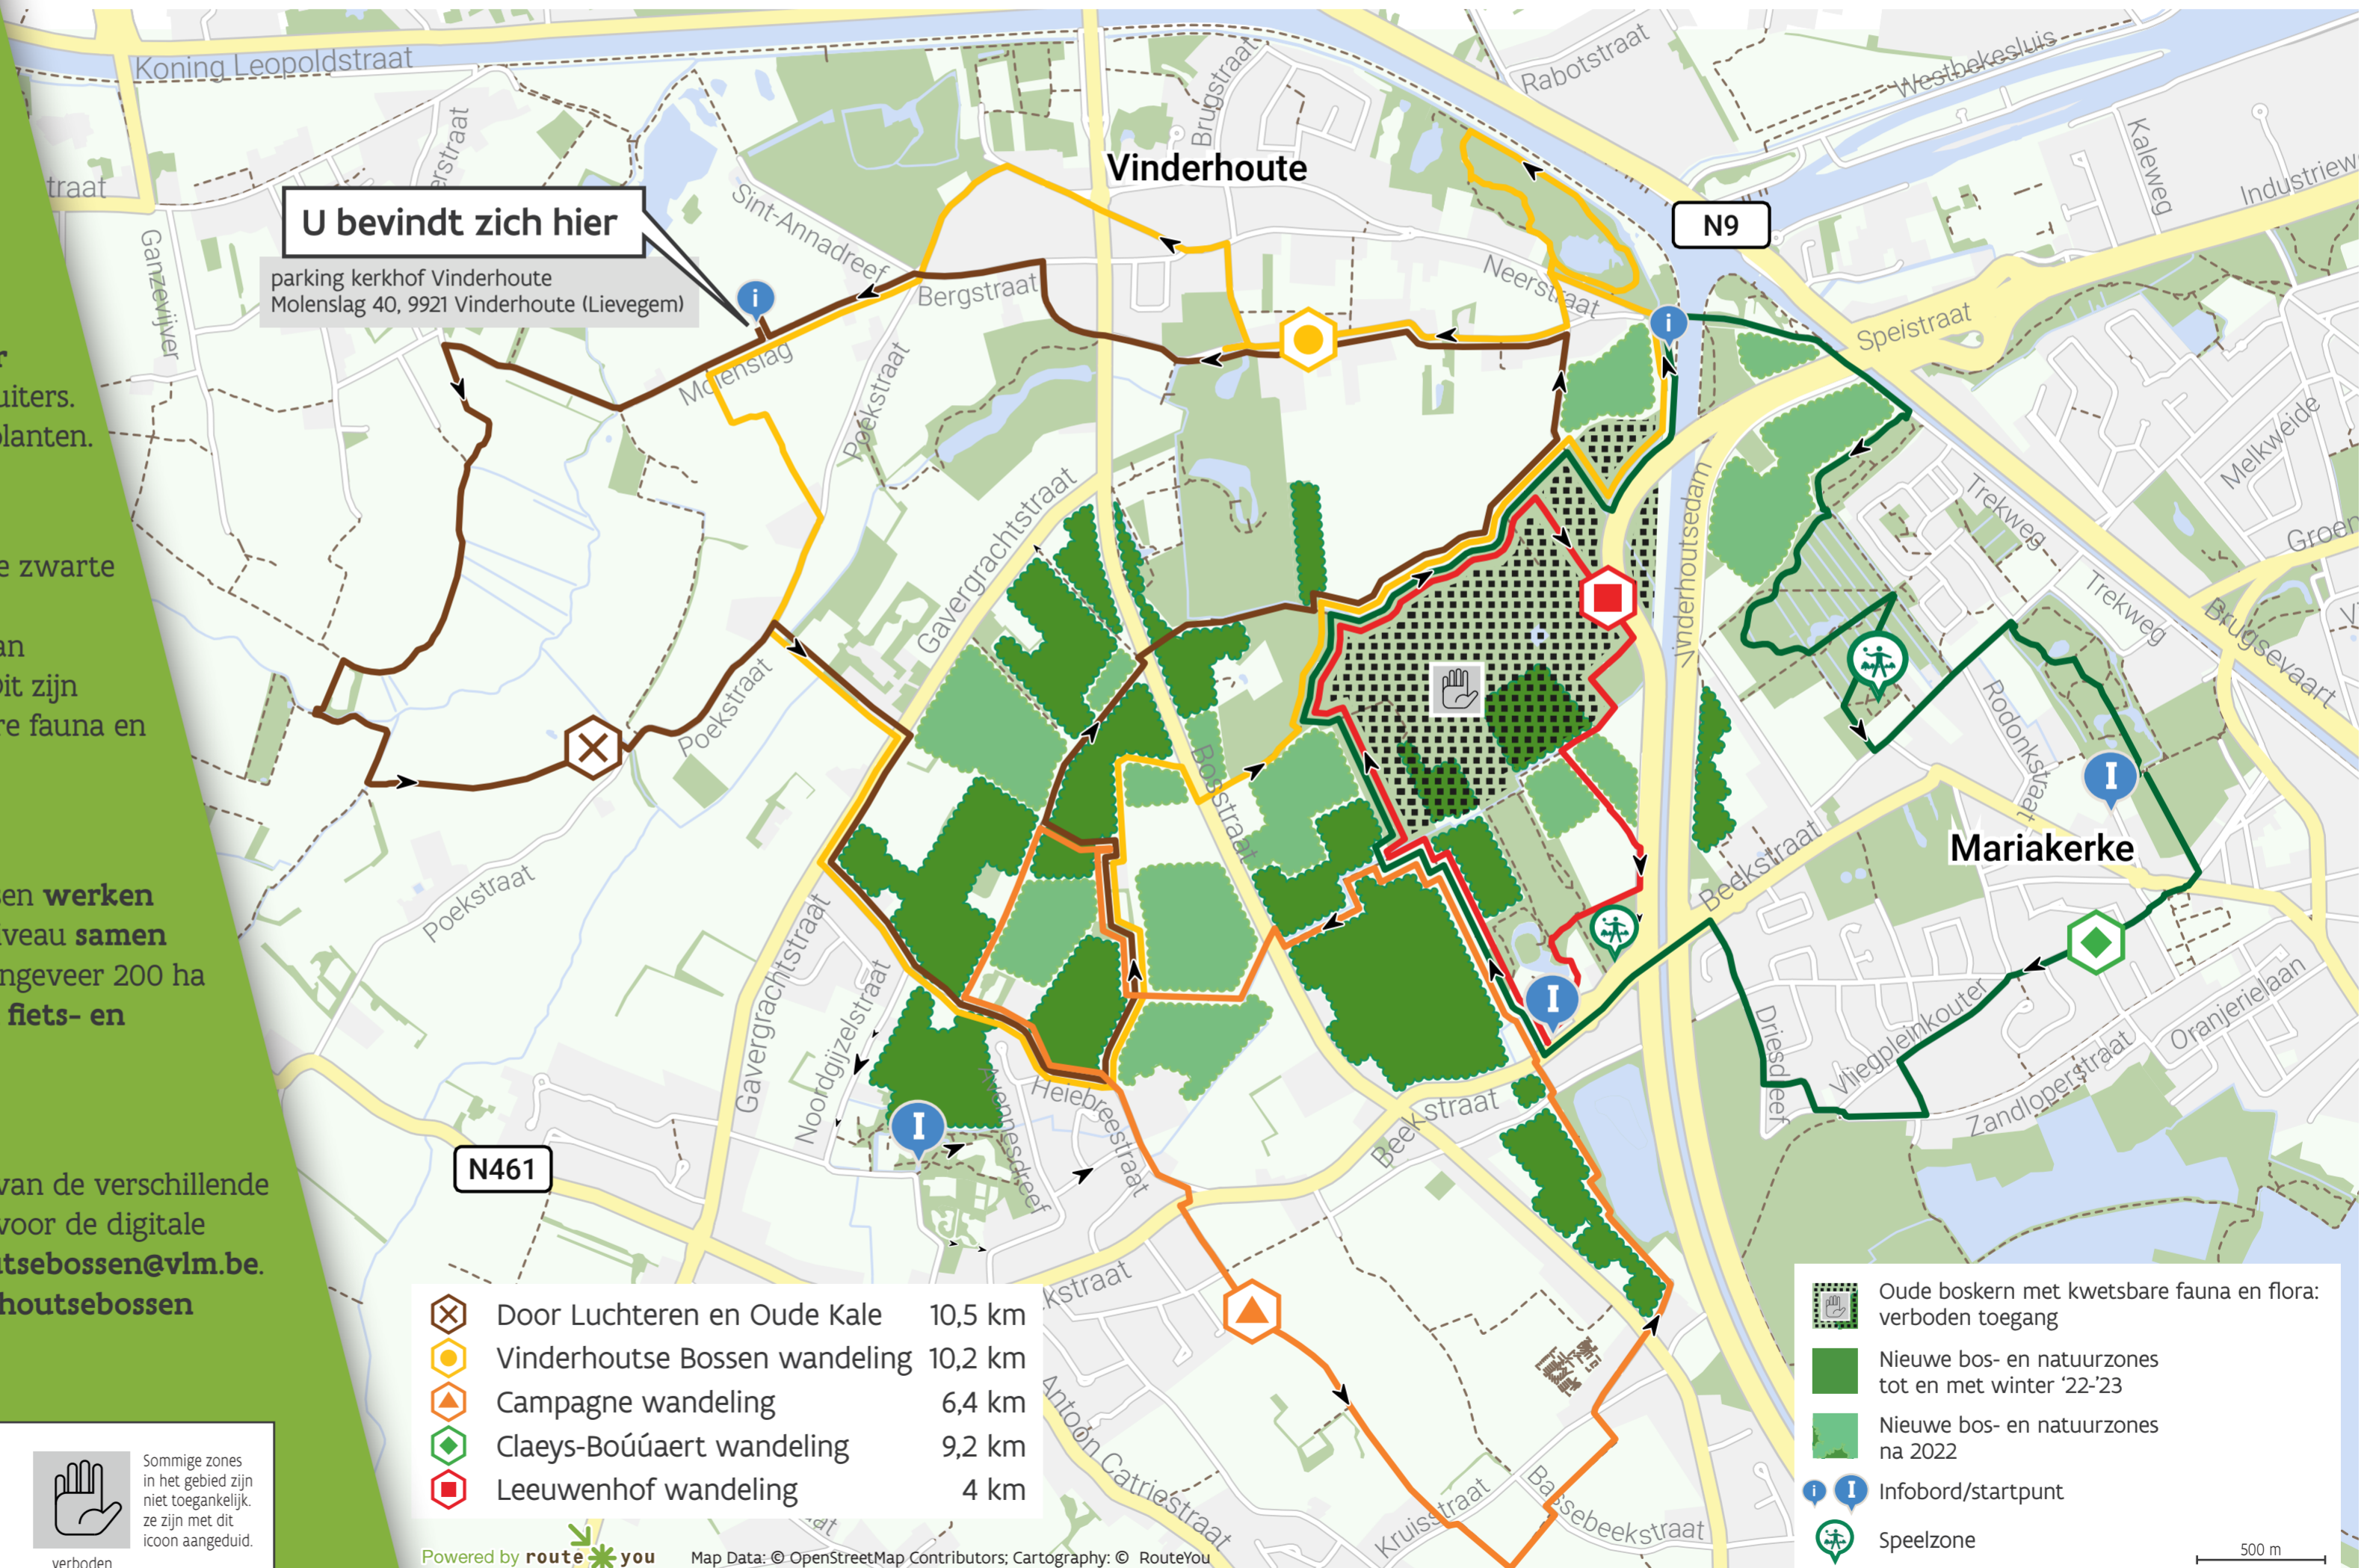 Koning Leopoldstraat
Brugstraat
Rabotstraat
Westbekesluis
Kaleweg
Vinderhoute
N9
U bevindt zich hier
parking kerkhof Vinderhoute
Molenslag 40, 9921 Vinderhoute (Lievegem)
Ganzevijver
Sint-Annadreef
Bergstraat
Neerstraat
Speistraat
Molenslag
Poekstraat
Melkweide
Gavergrachtstraat
Vinderhoutsedam
Trekweg
Trekweg
Brugsevaart
Poekstraat
Rodonkstraat
Bosstraat
Mariakerke
Beekstraat
Poekstraat
Gavergrachtstraat
Noordgijzelstraat
Driesdreef
Vliegpleinkouter
Oranjerielaan
Zandloperstraat
Heiebreestraat
Avennesdreef
Beekstraat
N461
Antoon Catriestraat
Kruisstraat
Bassebeekstraat
uiters.
planten.
e zwarte
an
Dit zijn
re fauna en
sen werken
iveau samen
ngeveer 200 ha
fiets- en
van de verschillende
voor de digitale
utsebossen@vlm.be.
houtsebossen
Door Luchteren en Oude Kale 10,5 km
Vinderhoutse Bossen wandeling 10,2 km
Campagne wandeling 6,4 km
Claeys-Boúúaert wandeling 9,2 km
Leeuwenhof wandeling 4 km
Oude boskern met kwetsbare fauna en flora:
verboden toegang
Nieuwe bos- en natuurzones
tot en met winter ‘22-’23
Nieuwe bos- en natuurzones
na 2022
i I Infobord/startpunt
Speelzone
500 m
Sommige zones
in het gebied zijn
niet toegankelijk.
ze zijn met dit
icoon aangeduid.
verboden
Powered by route you
Map Data: © OpenStreetMap Contributors; Cartography: © RouteYou